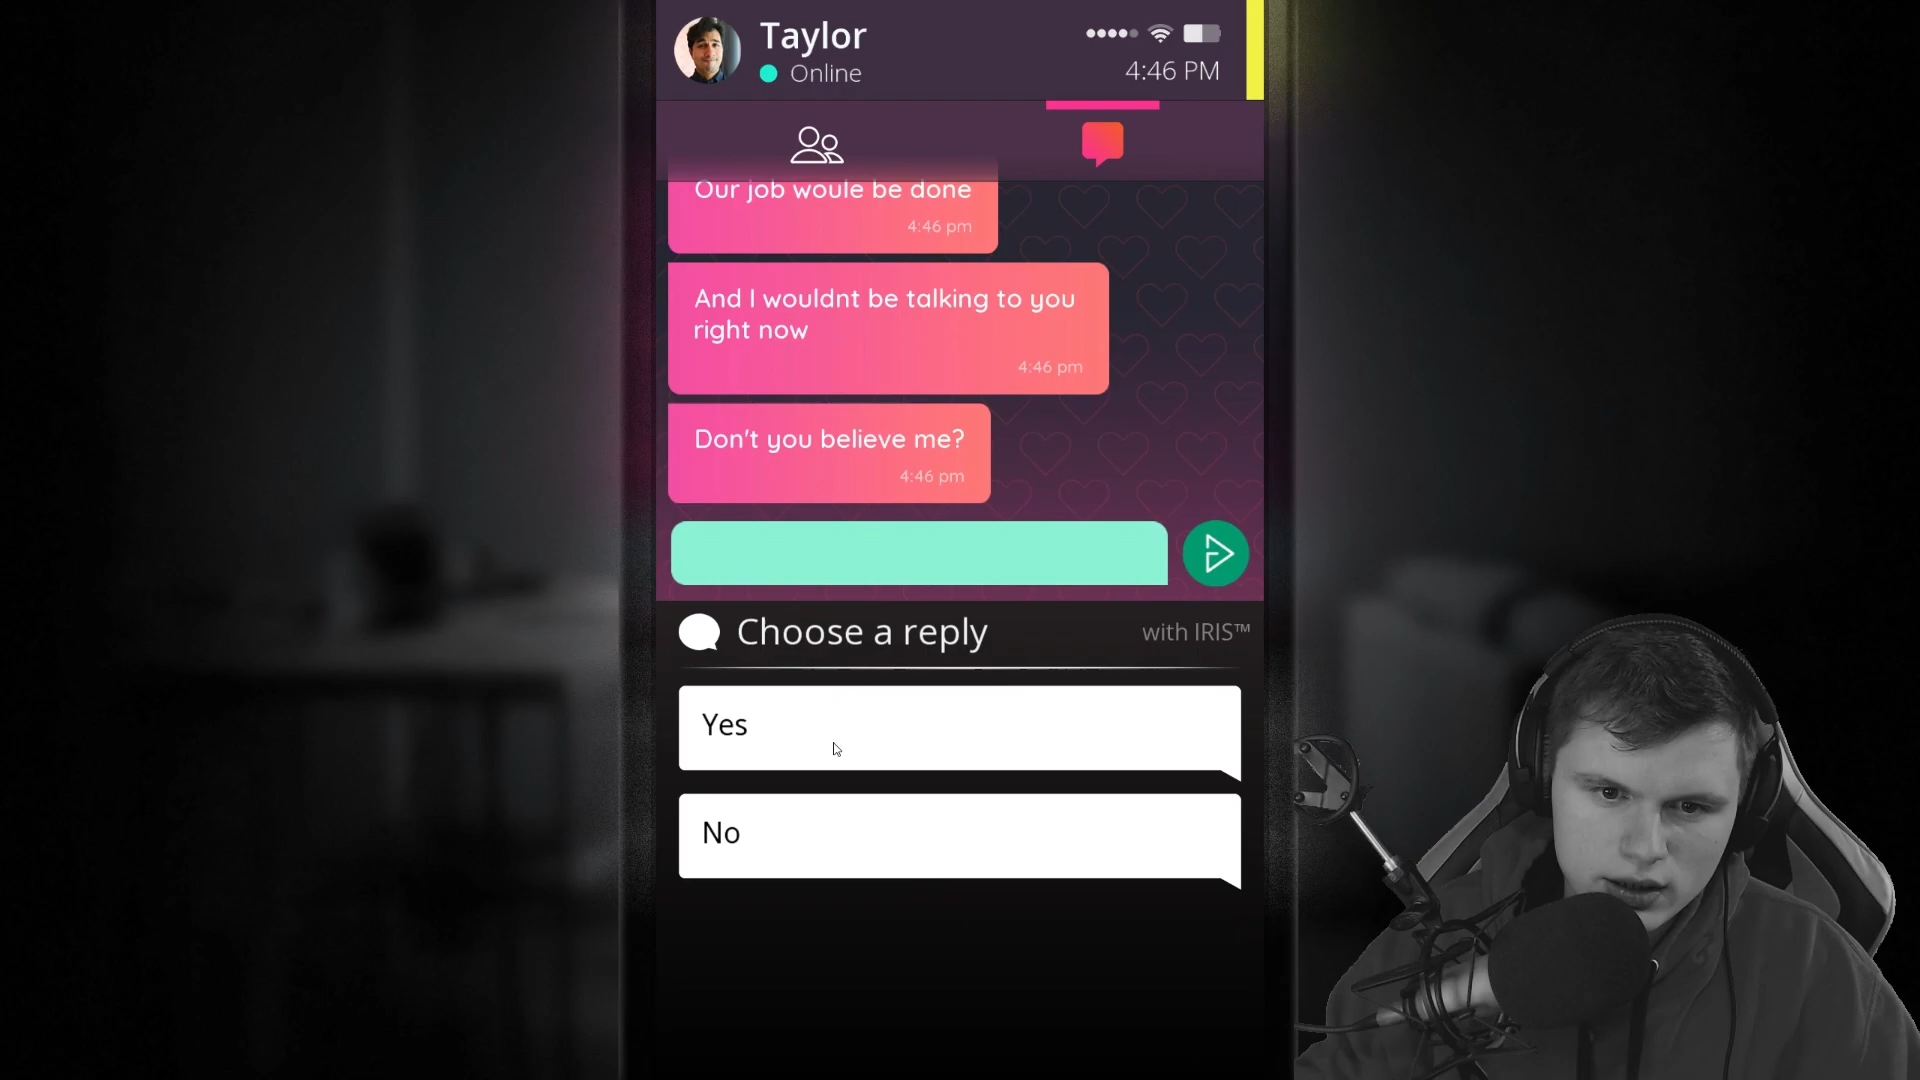 Taylor
Online
4:46 PM
Our job woule be done
4:46 pm
And I wouldnt be talking to you
right now
4:46 pm
Don't you believe me?
4:46 pm
Choose a reply
with IRIS™
Yes
No